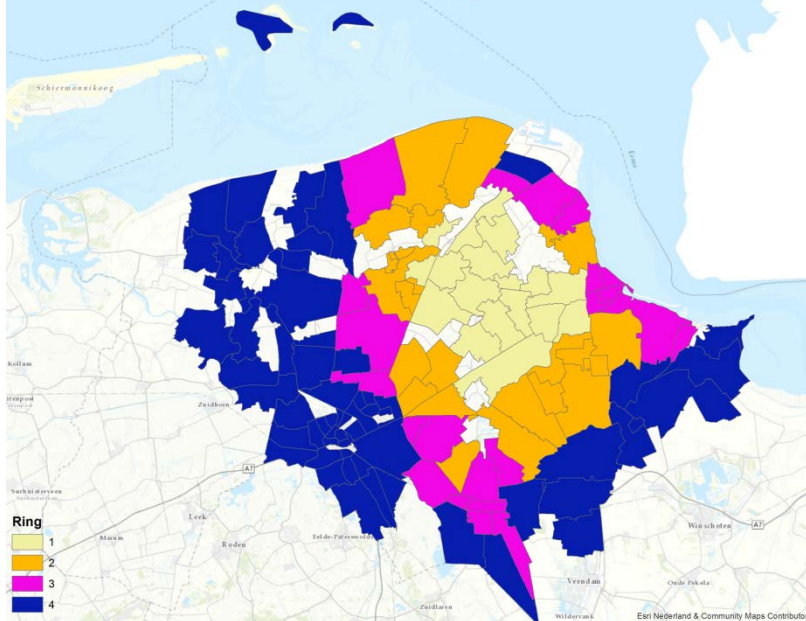 Schiermonnikoog
Eems
Kollum
Zuidhorn
A7
Surhuisterveen
Leek
Marum
Roden
Eelde-Paterswolde
Winschoten
A7
Veendam
Oude Pekela
Zuidlaren
Wildervank
Ring
1
2
3
4
Esri Nederland & Community Maps Contributor